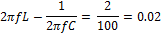 2πfL − 1/(2πfC) = 2/100 = 0.02